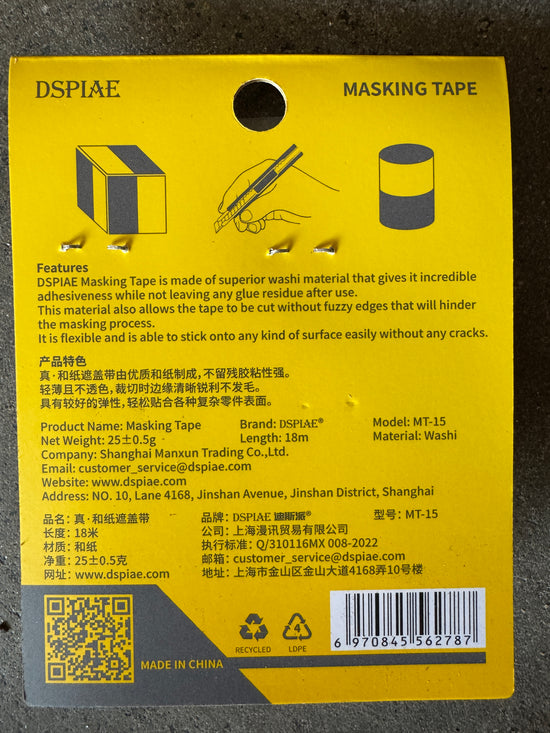 DSPIAE
MASKING TAPE
Features
DSPIAE Masking Tape is made of superior washi material that gives it incredible
adhesiveness while not leaving any glue residue after use.
This material also allows the tape to be cut without fuzzy edges that will hinder
the masking process.
It is flexible and is able to stick onto any kind of surface easily without any cracks.
产品特色
真·和纸遮盖带由优质和纸制成，不留残胶粘性强。
轻薄且不透色，裁切时边缘清晰锐利不发毛。
具有较好的弹性，轻松贴合各种复杂零件表面。
Product Name: Masking Tape Brand: DSPIAE® Model: MT-15
Net Weight: 25±0.5g Length: 18m Material: Washi
Company: Shanghai Manxun Trading Co.,Ltd.
Email: customer_service@dspiae.com
Website: www.dspiae.com
Address: NO. 10, Lane 4168, Jinshan Avenue, Jinshan District, Shanghai
品名：真·和纸遮盖带 品牌：DSPIAE 迪斯派® 型号：MT-15
长度：18米 公司：上海漫讯贸易有限公司
材质：和纸 执行标准：Q/310116MX 008-2022
净重：25±0.5克 邮箱：customer_service@dspiae.com
网址：www.dspiae.com 地址：上海市金山区金山大道4168弄10号楼
MADE IN CHINA
RECYCLED
4
LDPE
6 970845 562787